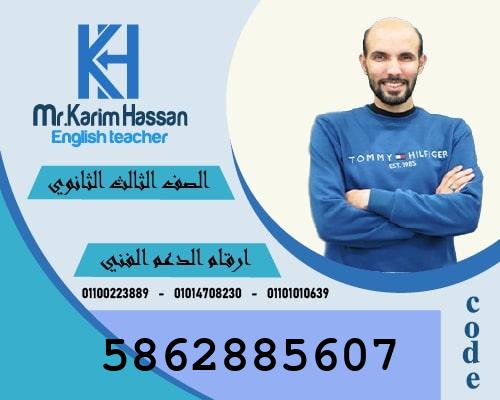 KH
Mr.Karim Hassan
English teacher
TOMMY HILFIGER
EST. 1985
الصف الثالث الثانوي
ارقام الدعم الفني
01100223889 - 01014708230 - 01101010639
code
5862885607